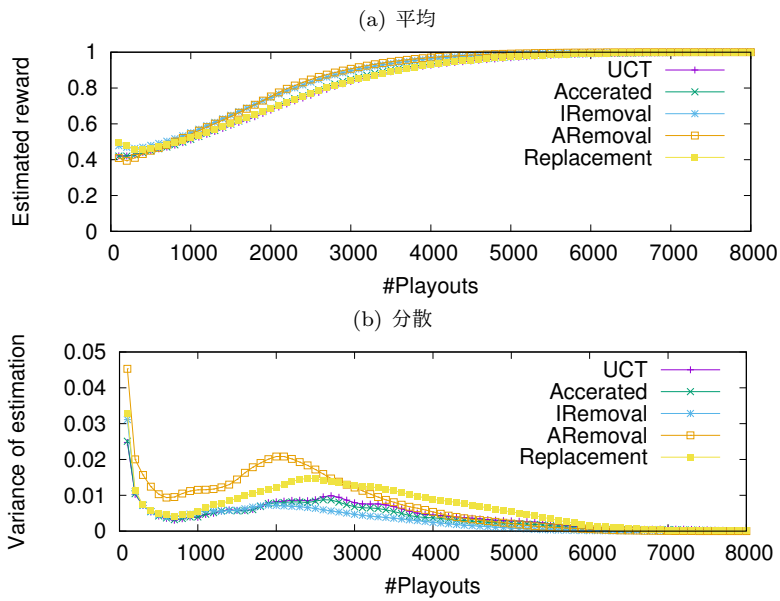 (a) 平均
Estimated reward
1
0.8
0.6
0.4
0.2
0
UCT
Accerated
IRemoval
ARemoval
Replacement
0 1000 2000 3000 4000 5000 6000 7000 8000
#Playouts
(b) 分散
Variance of estimation
0.05
0.04
0.03
0.02
0.01
0
UCT
Accerated
IRemoval
ARemoval
Replacement
0 1000 2000 3000 4000 5000 6000 7000 8000
#Playouts